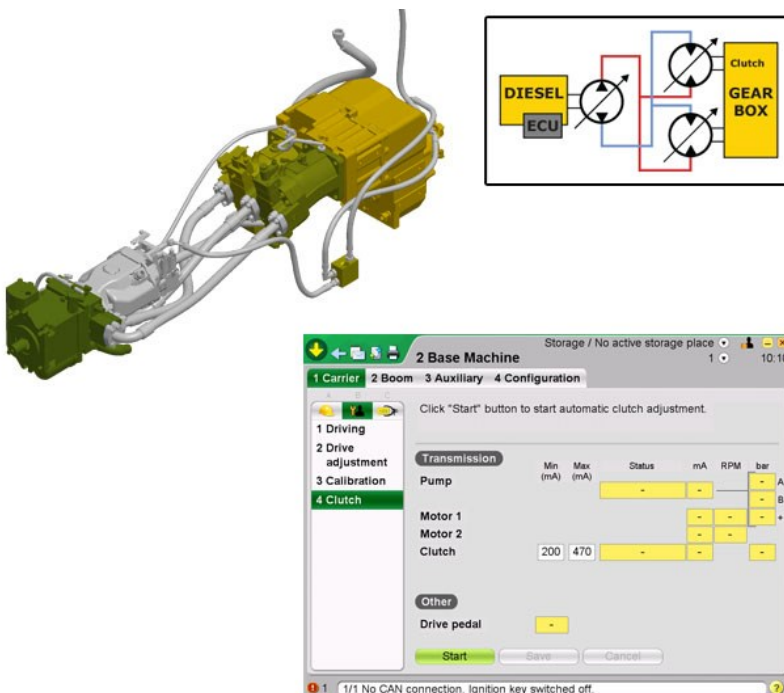 DIESEL
ECU
Clutch
GEAR
BOX
Storage / No active storage place
2 Base Machine
1
10:10
1 Carrier 2 Boom 3 Auxiliary 4 Configuration
A B C
Click "Start" button to start automatic clutch adjustment.
1 Driving
2 Drive
adjustment
3 Calibration
4 Clutch
Transmission
Min Max Status mA RPM bar
(mA) (mA)
Pump - - - A
- B
Motor 1 - - - +
Motor 2 - -
Clutch 200 470 - - -
Other
Drive pedal -
Start Save Cancel
1 1/1 No CAN connection. Ignition key switched off. ?